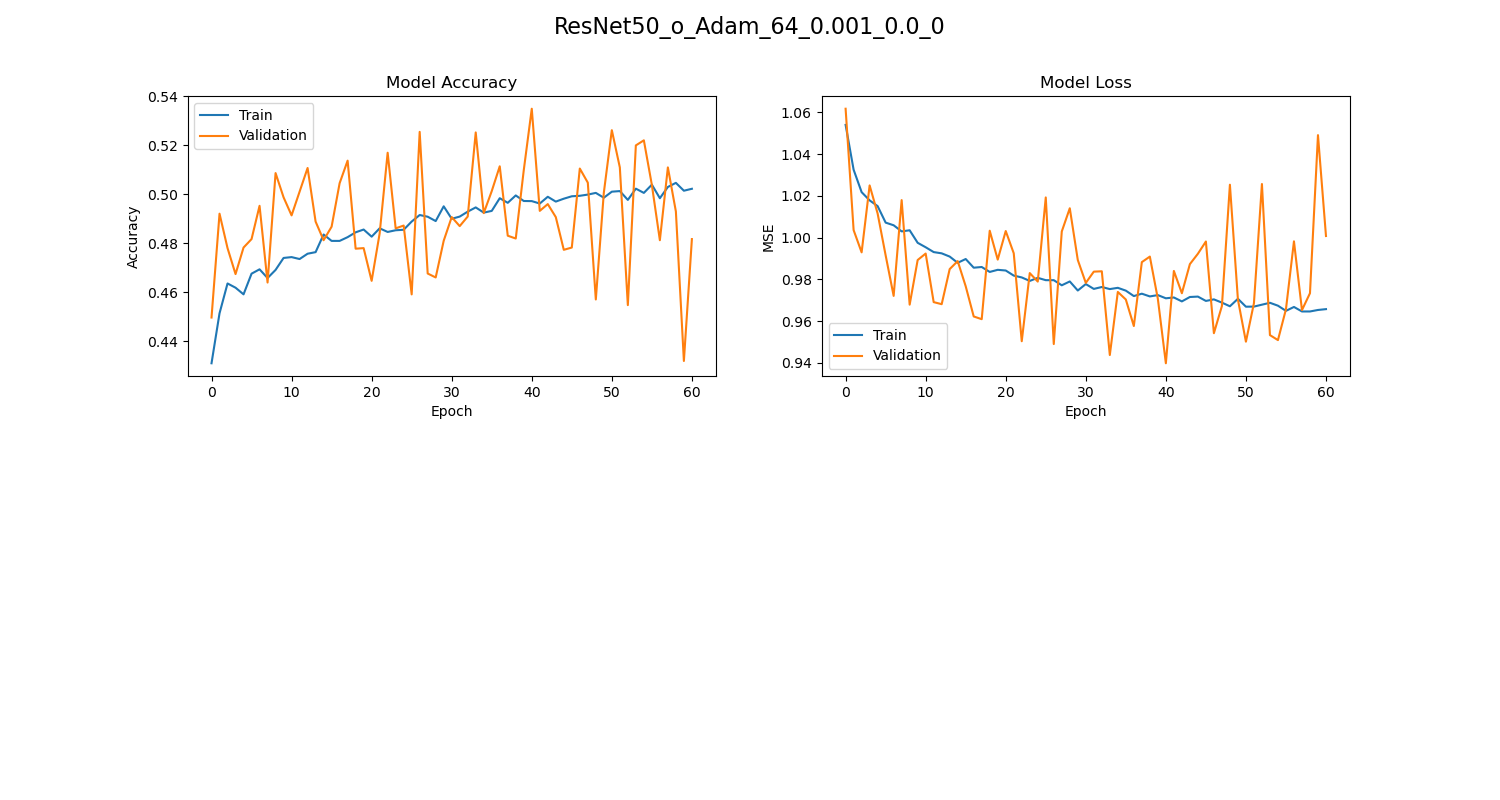 ResNet50_o_Adam_64_0.001_0.0_0
Model Accuracy
0.54
0.52
0.50
0.48
0.46
0.44
Accuracy
Train
Validation
0
10
20
30
40
50
60
Epoch
Model Loss
1.06
1.04
1.02
1.00
0.98
0.96
0.94
MSE
Train
Validation
0
10
20
30
40
50
60
Epoch